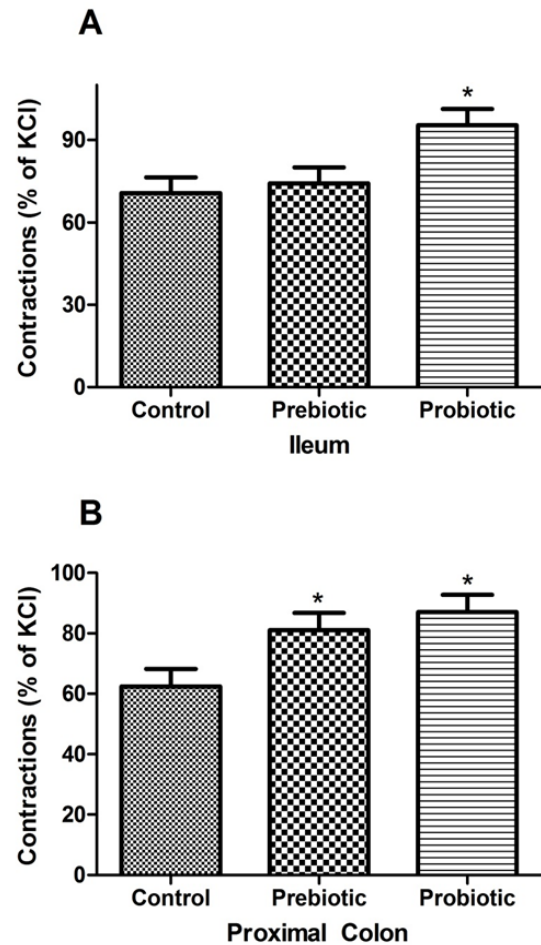 A
Contractions (% of KCl)
90
60
30
0
*
Control Prebiotic Probiotic
Ileum
B
Contractions (% of KCl)
100
80
60
40
20
0
* *
Control Prebiotic Probiotic
Proximal Colon